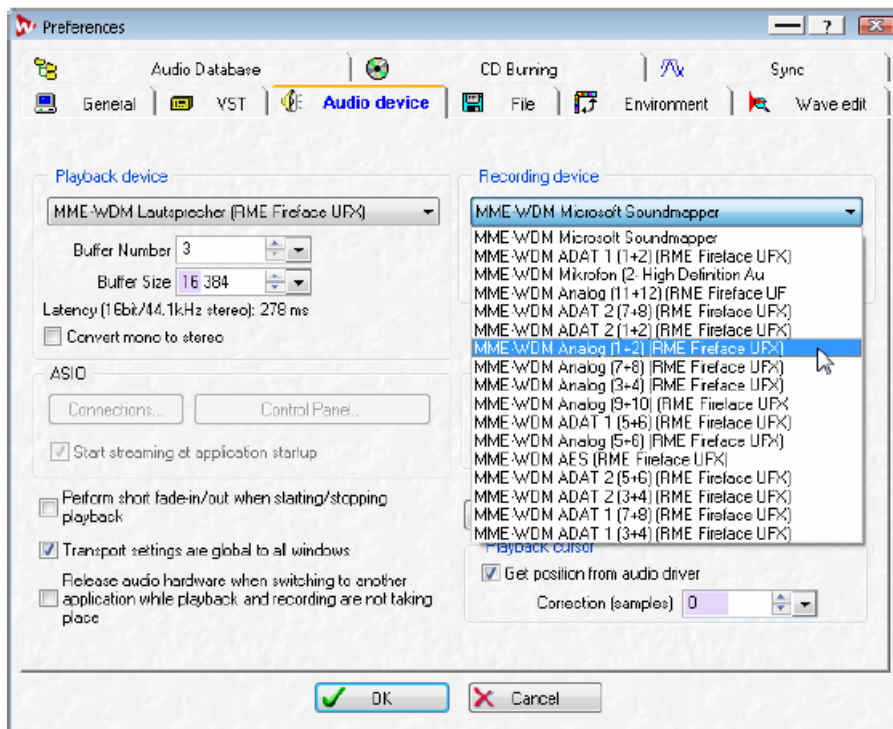 Preferences
?
Audio Database
CD Burning
Sync
General
VST
Audio device
File
Environment
Wave edit
Playback device
MME-WDM Lautsprecher (RME Fireface UFX)
Buffer Number 3
Buffer Size 16 384
Latency (16bit/44.1kHz stereo): 278 ms
Convert mono to stereo
ASIO
Connections...
Control Panel...
Start streaming at application startup
Perform short fade-in/out when starting/stopping
playback
Transport settings are global to all windows
Release audio hardware when switching to another
application while playback and recording are not taking
place
Recording device
MME-WDM Microsoft Soundmapper
MME-WDM Microsoft Soundmapper
MME-WDM ADAT 1 (1+2) (RME Fireface UFX)
MME-WDM Mikrofon (2- High Definition Au
MME-WDM Analog (11+12) (RME Fireface UF
MME-WDM ADAT 2 (7+8) (RME Fireface UFX)
MME-WDM ADAT 2 (1+2) (RME Fireface UFX)
MME-WDM Analog (1+2) (RME Fireface UFX)
MME-WDM Analog (7+8) (RME Fireface UFX)
MME-WDM Analog (3+4) (RME Fireface UFX)
MME-WDM Analog (9+10) (RME Fireface UFX
MME-WDM ADAT 1 (5+6) (RME Fireface UFX)
MME-WDM Analog (5+6) (RME Fireface UFX)
MME-WDM AES (RME Fireface UFX)
MME-WDM ADAT 2 (5+6) (RME Fireface UFX)
MME-WDM ADAT 2 (3+4) (RME Fireface UFX)
MME-WDM ADAT 1 (7+8) (RME Fireface UFX)
MME-WDM ADAT 1 (3+4) (RME Fireface UFX)
Playback cursor
Get position from audio driver
Correction (samples) 0
OK
Cancel